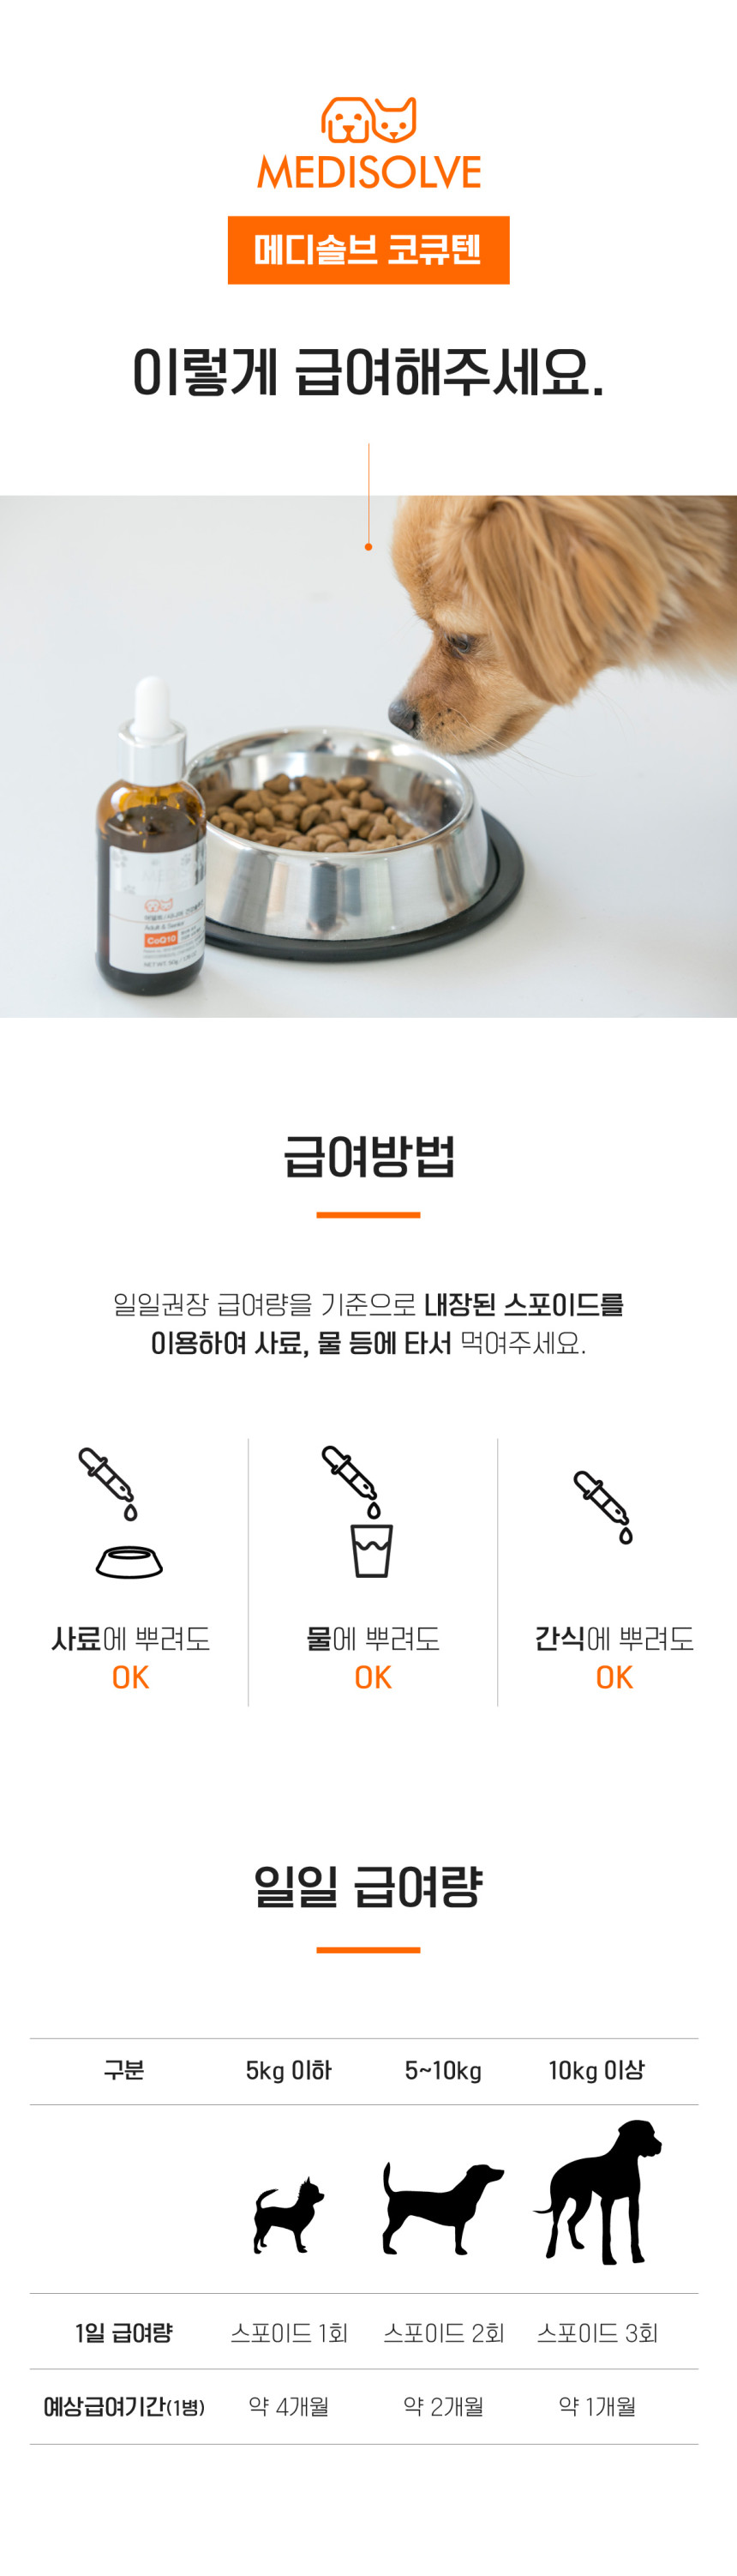 MEDISOLVE
메디솔브 코큐텐
이렇게 급여해주세요.
Adult & Senior
CoQ10
급여방법
일일권장 급여량을 기준으로 내장된 스포이드를
이용하여 사료, 물 등에 타서 먹여주세요.
사료에 뿌려도
OK
물에 뿌려도
OK
간식에 뿌려도
OK
일일 급여량
구분 5kg 이하 5~10kg 10kg 이상
1일 급여량 스포이드 1회 스포이드 2회 스포이드 3회
예상급여기간(1병) 약 4개월 약 2개월 약 1개월